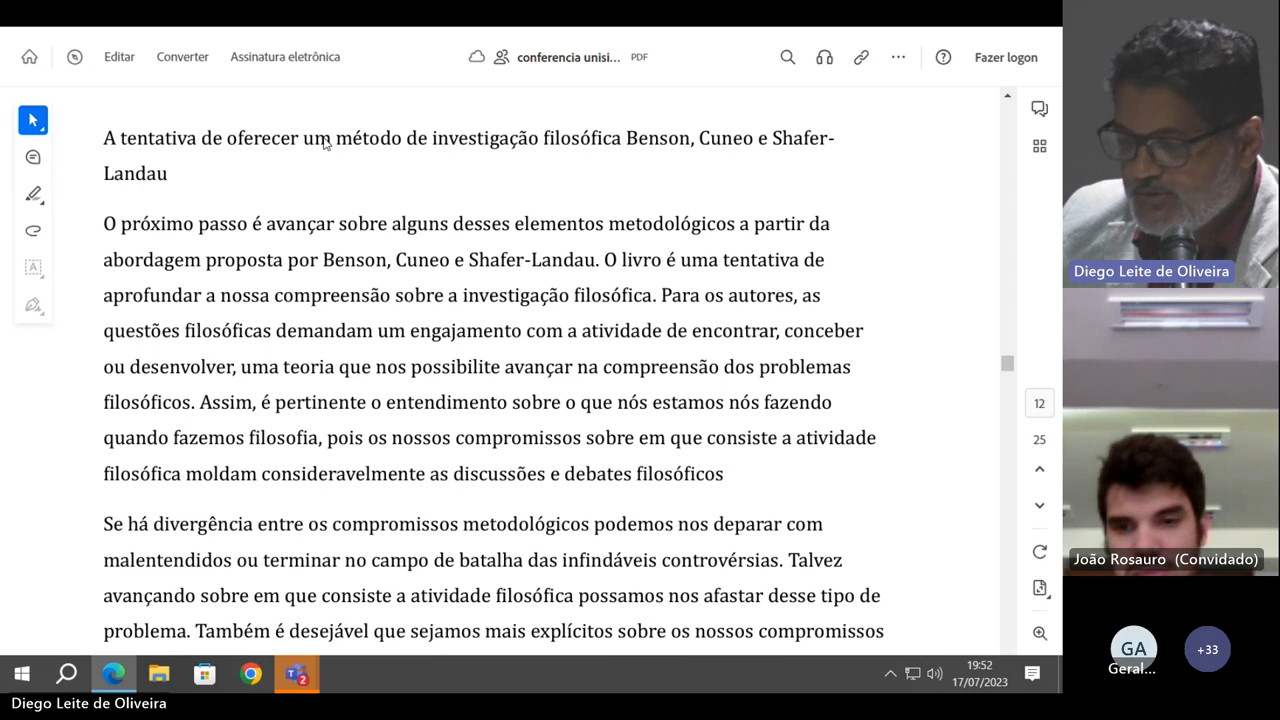 Editar Converter Assinatura eletrônica conferencia unisi... PDF Fazer logon
A tentativa de oferecer um método de investigação filosófica Benson, Cuneo e Shafer-
Landau
O próximo passo é avançar sobre alguns desses elementos metodológicos a partir da
abordagem proposta por Benson, Cuneo e Shafer-Landau. O livro é uma tentativa de
aprofundar a nossa compreensão sobre a investigação filosófica. Para os autores, as
questões filosóficas demandam um engajamento com a atividade de encontrar, conceber
ou desenvolver, uma teoria que nos possibilite avançar na compreensão dos problemas
filosóficos. Assim, é pertinente o entendimento sobre o que nós estamos nós fazendo
quando fazemos filosofia, pois os nossos compromissos sobre em que consiste a atividade
filosófica moldam consideravelmente as discussões e debates filosóficos
Se há divergência entre os compromissos metodológicos podemos nos deparar com
malentendidos ou terminar no campo de batalha das infindáveis controvérsias. Talvez
avançando sobre em que consiste a atividade filosófica possamos nos afastar desse tipo de
problema. Também é desejável que sejamos mais explícitos sobre os nossos compromissos
12
25
Diego Leite de Oliveira
João Rosauro (Convidado)
GA
Geral...
+33
2
19:52
17/07/2023
Diego Leite de Oliveira